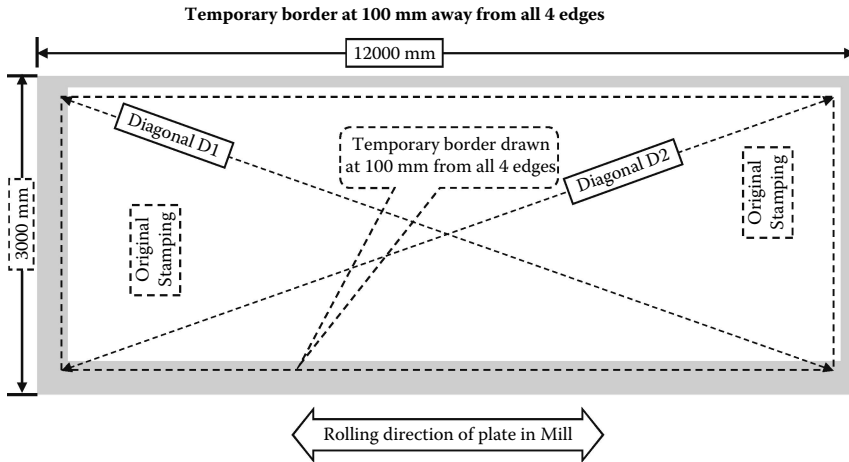 Temporary border at 100 mm away from all 4 edges
12000 mm
Diagonal D1
Temporary border drawn
at 100 mm from all 4 edges
Diagonal D2
Original
Stamping
3000 mm
Original
Stamping
Rolling direction of plate in Mill